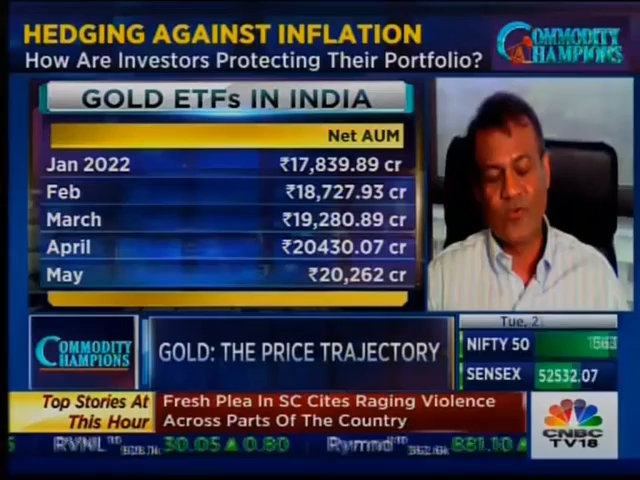 HEDGING AGAINST INFLATION
How Are Investors Protecting Their Portfolio?
COMMODITY
CHAMPIONS
GOLD ETFs IN INDIA
Net AUM
Jan 2022 ₹17,839.89 cr
Feb ₹18,727.93 cr
March ₹19,280.89 cr
April ₹20430.07 cr
May ₹20,262 cr
COMMODITY
CHAMPIONS
GOLD: THE PRICE TRAJECTORY
Tue, 2
NIFTY 50
SENSEX 52532.07
Top Stories At
This Hour
Fresh Plea In SC Cites Raging Violence
Across Parts Of The Country
CNBC
TV18
RVNL 30.05 ▲ 0.80